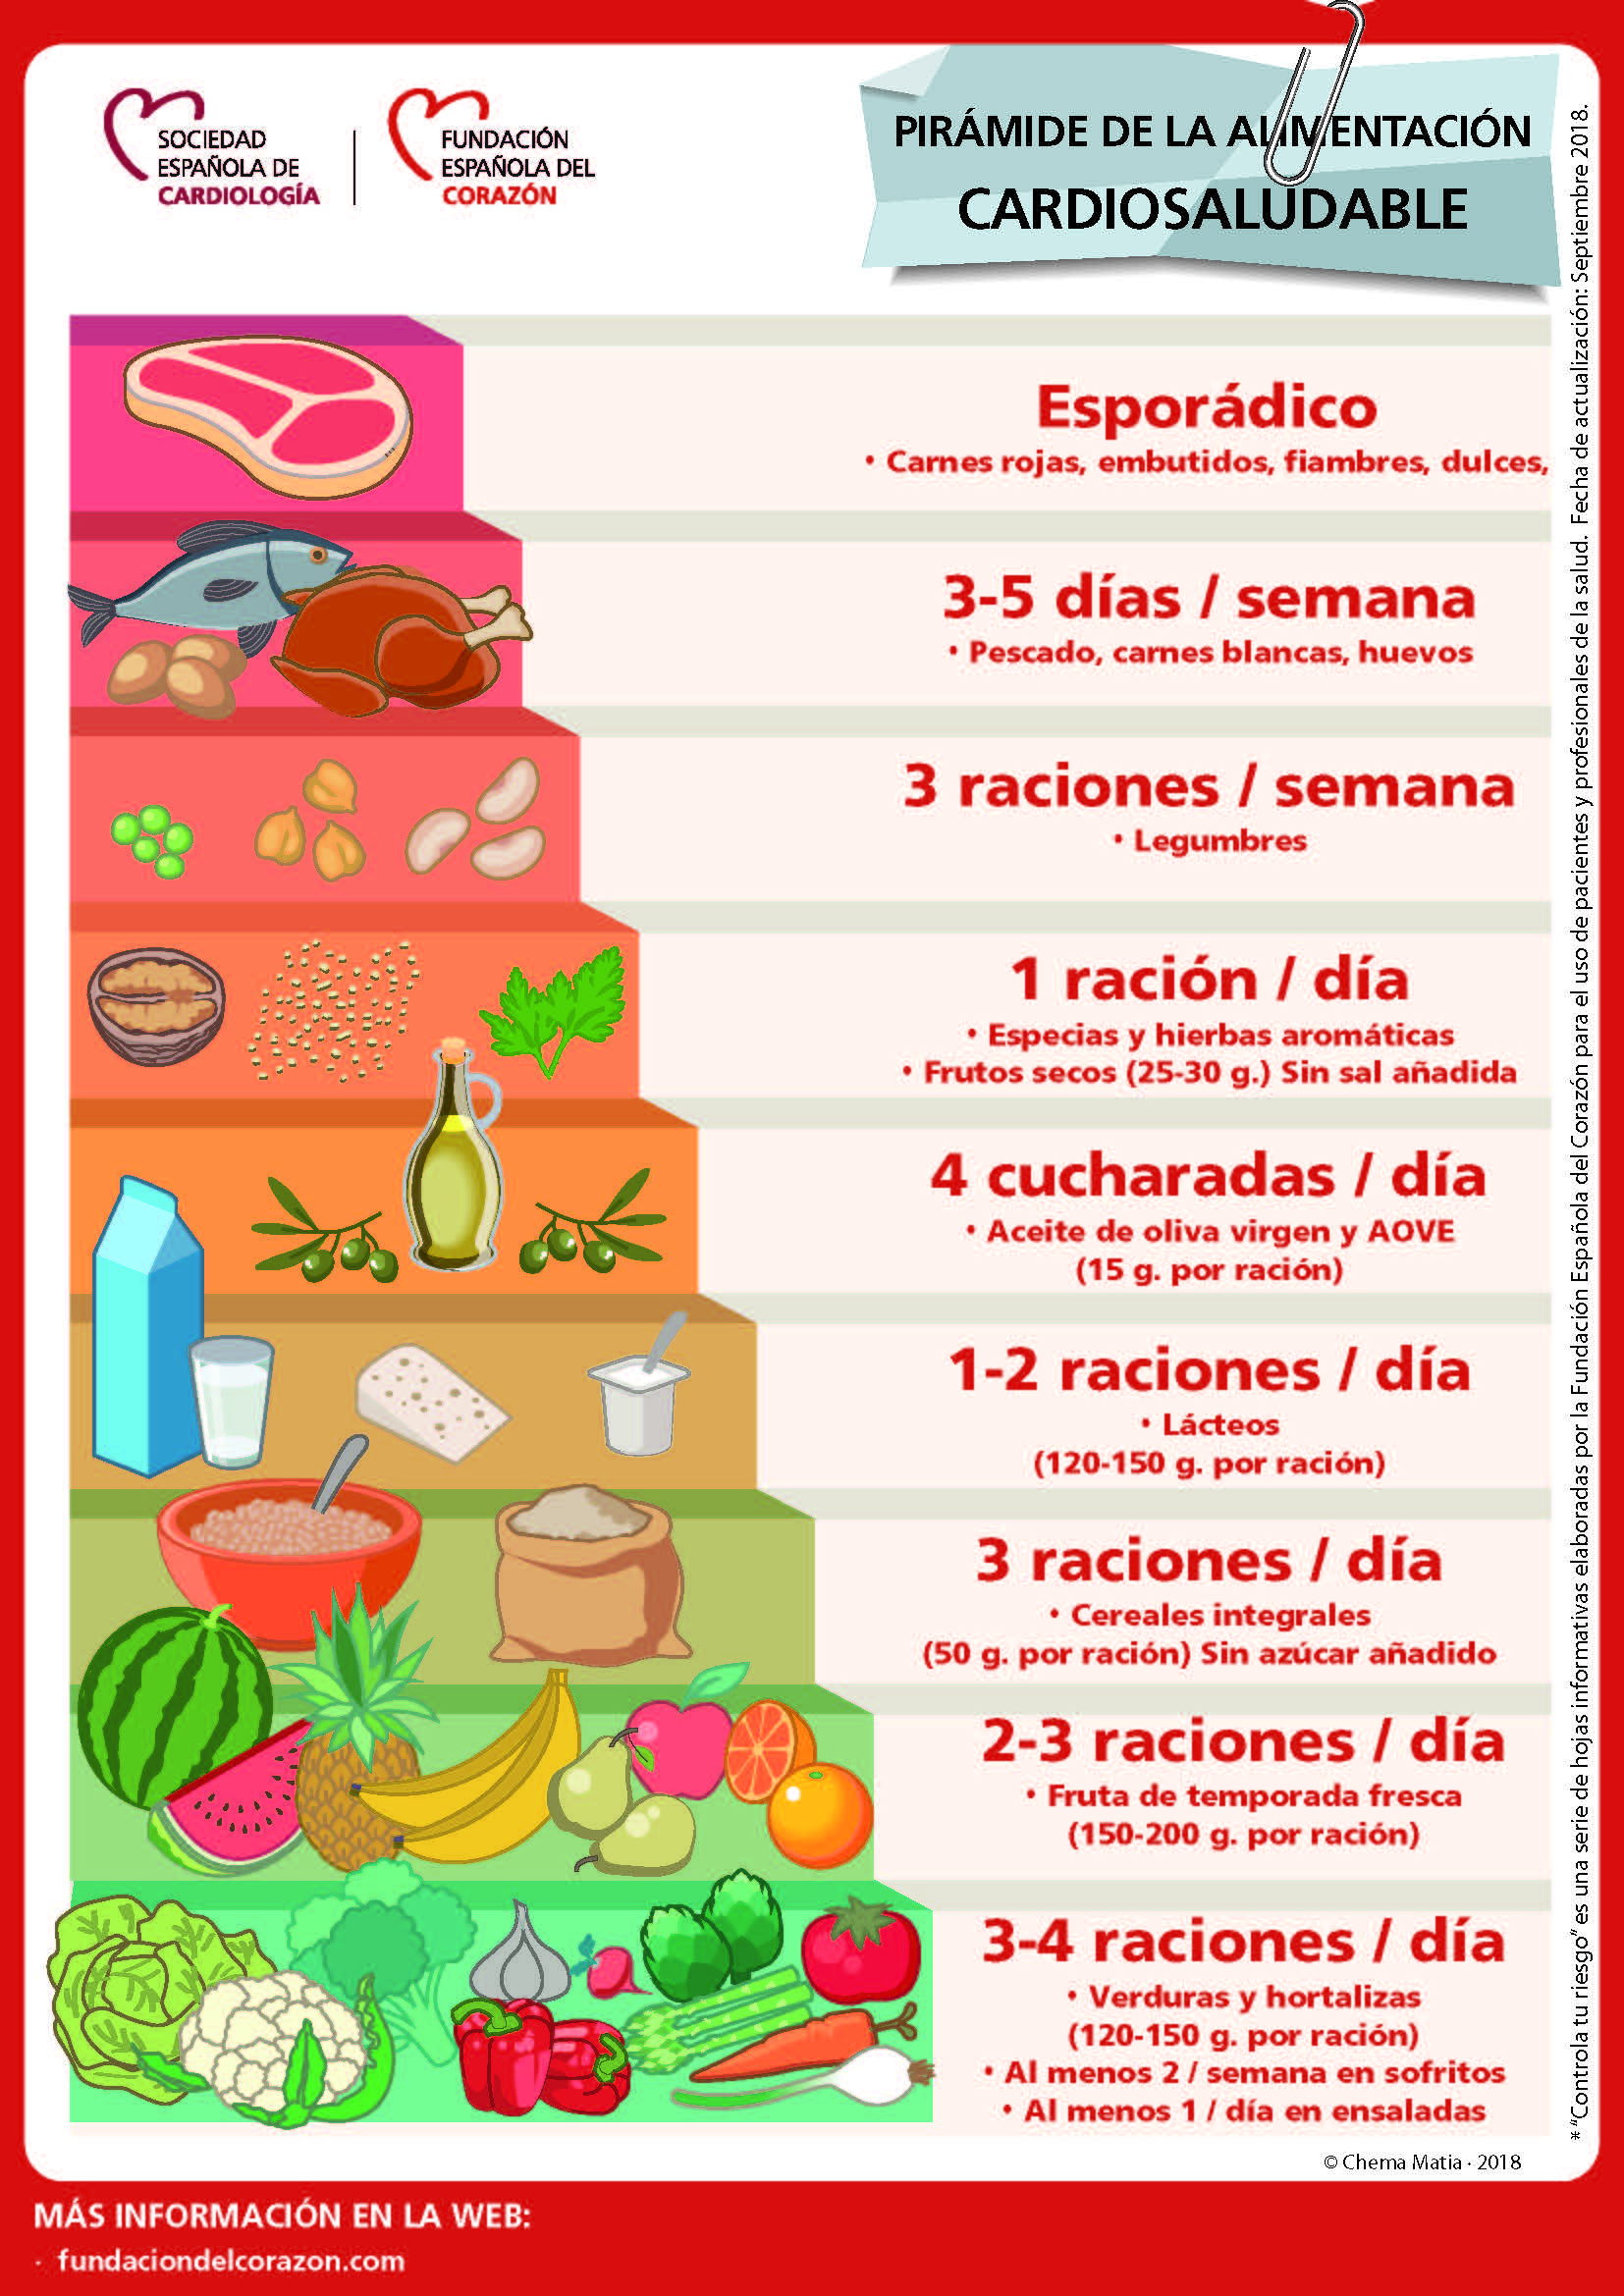 SOCIEDAD
ESPAÑOLA DE
CARDIOLOGÍA
FUNDACIÓN
ESPAÑOLA DEL
CORAZÓN
PIRÁMIDE DE LA ALIMENTACIÓN
CARDIOSALUDABLE
Esporádico
• Carnes rojas, embutidos, fiambres, dulces,
3-5 días / semana
• Pescado, carnes blancas, huevos
3 raciones / semana
• Legumbres
1 ración / día
• Especias y hierbas aromáticas
• Frutos secos (25-30 g.) Sin sal añadida
4 cucharadas / día
• Aceite de oliva virgen y AOVE
(15 g. por ración)
1-2 raciones / día
• Lácteos
(120-150 g. por ración)
3 raciones / día
• Cereales integrales
(50 g. por ración) Sin azúcar añadido
2-3 raciones / día
• Fruta de temporada fresca
(150-200 g. por ración)
3-4 raciones / día
• Verduras y hortalizas
(120-150 g. por ración)
• Al menos 2 / semana en sofritos
• Al menos 1 / día en ensaladas
* "Controla tu riesgo" es una serie de hojas informativas elaboradas por la Fundación Española del Corazón para el uso de pacientes y profesionales de la salud. Fecha de actualización: Septiembre 2018.
© Chema Matia · 2018
MÁS INFORMACIÓN EN LA WEB:
· fundaciondelcorazon.com